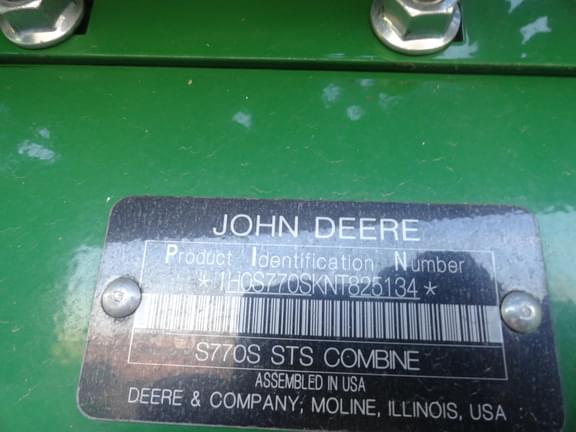 JOHN DEERE
Product Identification Number
*1H0S770SKNT825134*
S770S STS COMBINE
ASSEMBLED IN USA
DEERE & COMPANY, MOLINE, ILLINOIS, USA